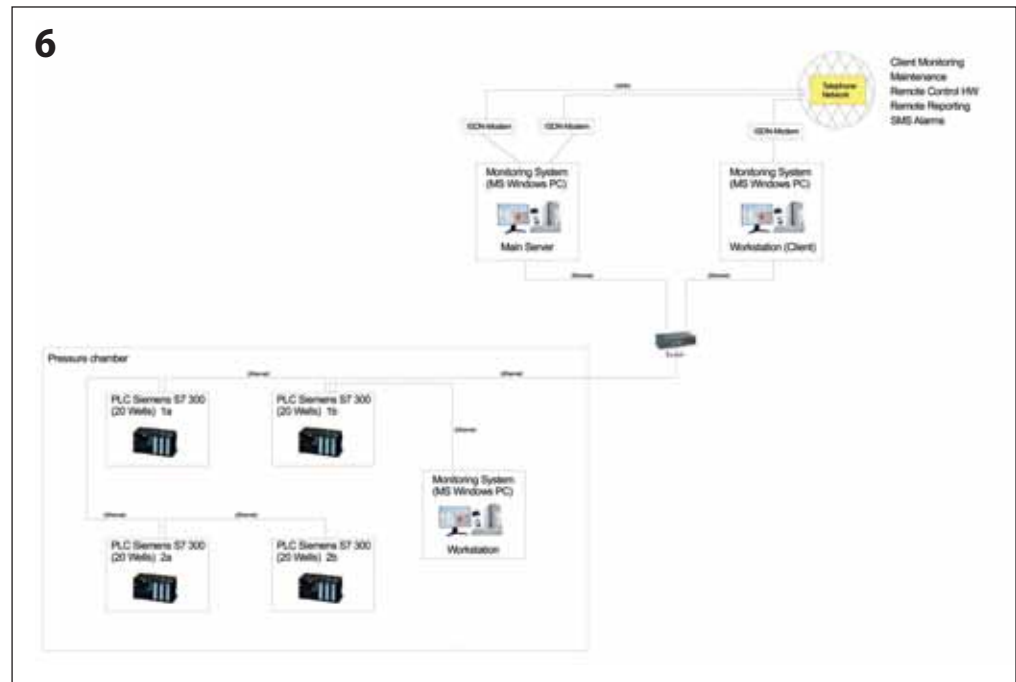 6
Client Monitoring
Maintenance
Remote Control HW
Remote Reporting
SMS Alarms
Telephone
Network
ISDN-Modem
ISDN-Modem
ISDN-Modem
Monitoring System
(MS Windows PC)
Main Server
Monitoring System
(MS Windows PC)
Workstation (Client)
ethernet
ethernet
Pressure chamber
ethernet
ethernet
PLC Siemens S7 300
(20 Wells) 1a
PLC Siemens S7 300
(20 Wells) 1b
ethernet
Monitoring System
(MS Windows PC)
Workstation
ethernet
ethernet
PLC Siemens S7 300
(20 Wells) 2a
PLC Siemens S7 300
(20 Wells) 2b